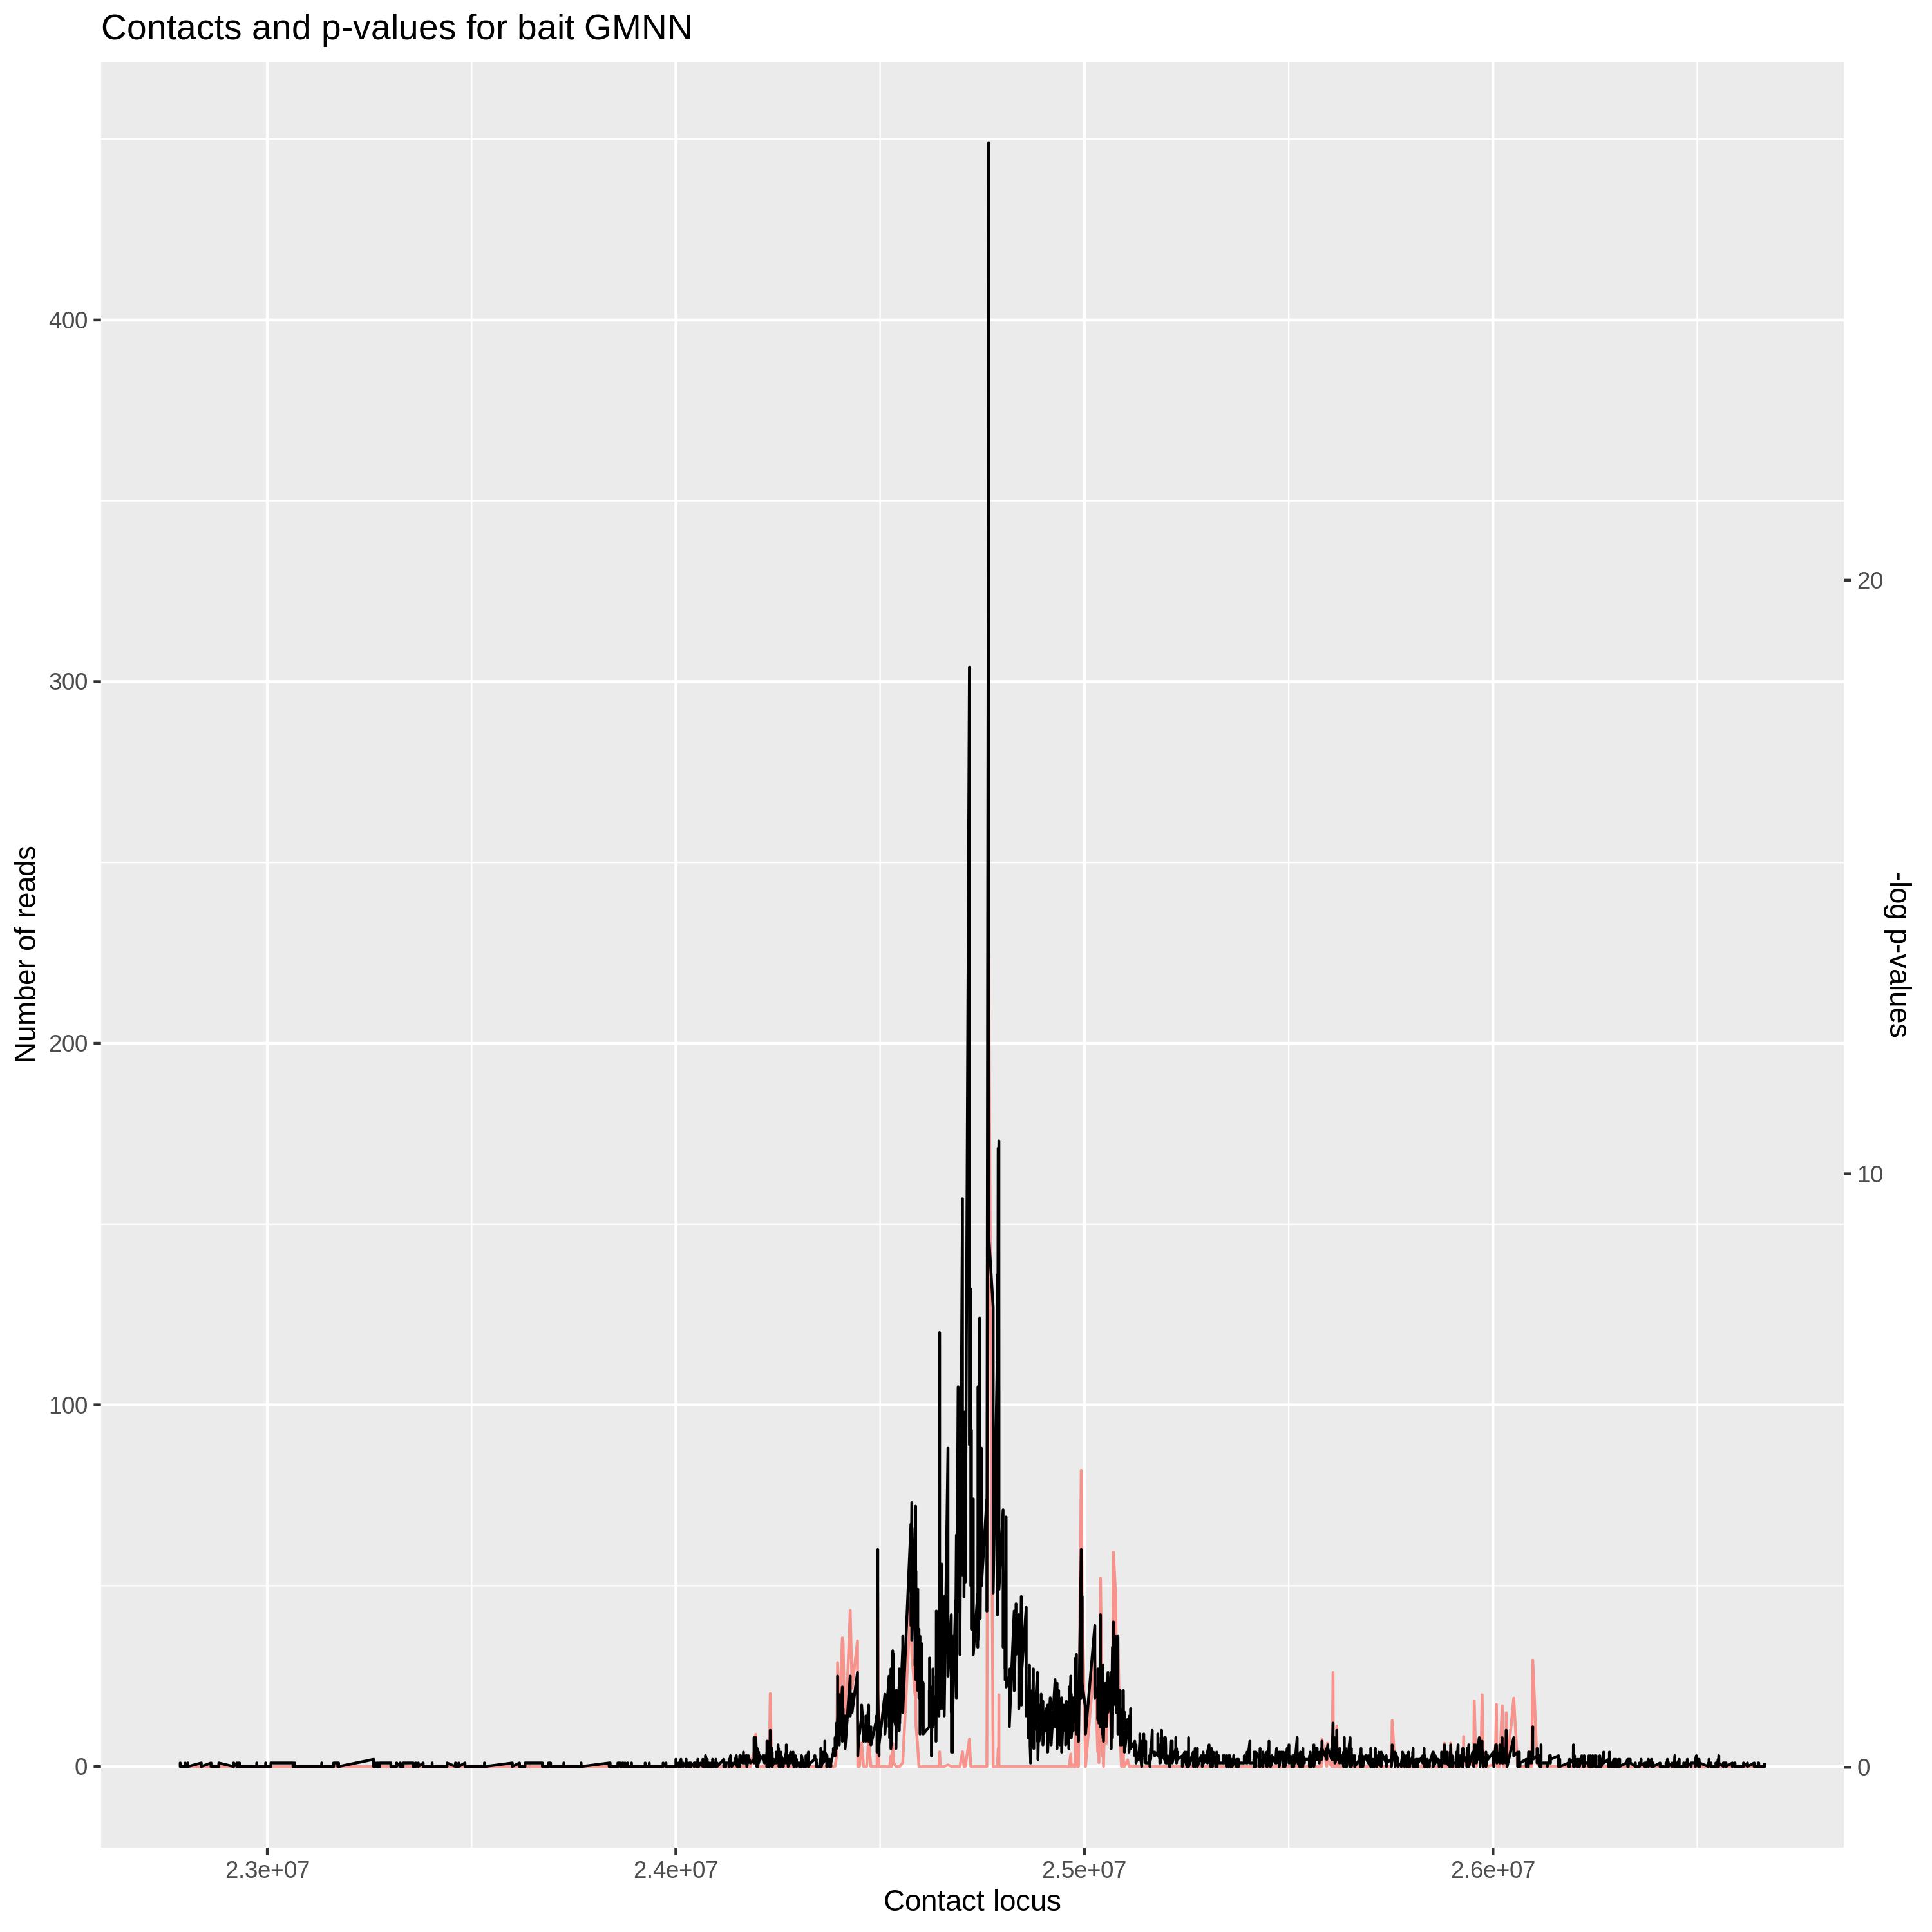 Contacts and p-values for bait GMNN
Number of reads
400
300
200
100
0
20
10
0
-log p-values
2.3e+07
2.4e+07
2.5e+07
2.6e+07
Contact locus